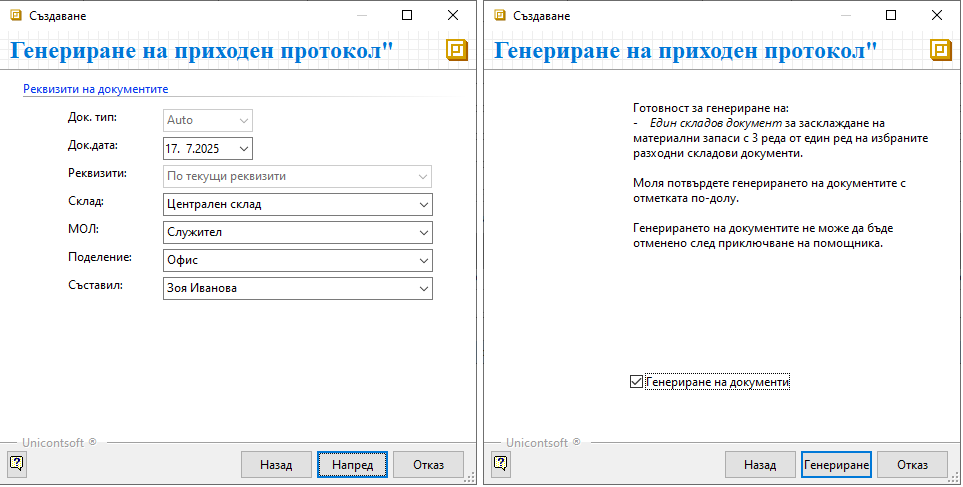 Създаване
Генериране на приходен протокол"
Реквизити на документите
Док. тип:
Auto
Док.дата:
17. 7.2025
Реквизити:
По текущи реквизити
Склад:
Централен склад
МОЛ:
Служител
Поделение:
Офис
Съставил:
Зоя Иванова
Unicontsoft ®
Назад
Напред
Отказ
Създаване
Генериране на приходен протокол"
Готовност за генериране на:
- Един складов документ за засклаждане на
материални запаси с 3 реда от един ред на избраните
разходни складови документи.
Моля потвърдете генерирането на документите с
отметката по-долу.
Генерирането на документите не може да бъде
отменено след приключване на помощника.
Генериране на документи
Unicontsoft ®
Назад
Генериране
Отказ